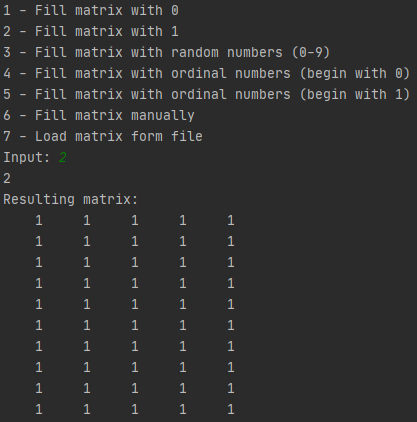 1 - Fill matrix with 0
2 - Fill matrix with 1
3 - Fill matrix with random numbers (0-9)
4 - Fill matrix with ordinal numbers (begin with 0)
5 - Fill matrix with ordinal numbers (begin with 1)
6 - Fill matrix manually
7 - Load matrix form file
Input: 2
2
Resulting matrix:
1 1 1 1 1
1 1 1 1 1
1 1 1 1 1
1 1 1 1 1
1 1 1 1 1
1 1 1 1 1
1 1 1 1 1
1 1 1 1 1
1 1 1 1 1
1 1 1 1 1